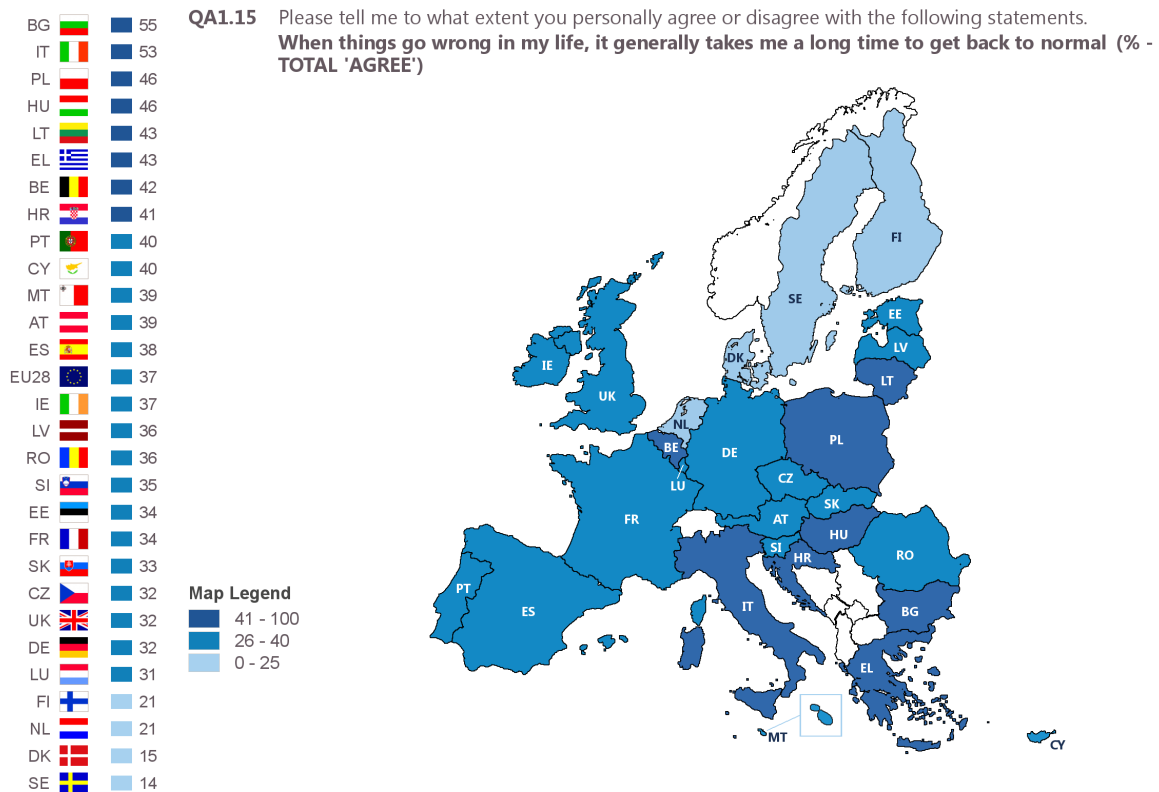 QA1.15 Please tell me to what extent you personally agree or disagree with the following statements.
When things go wrong in my life, it generally takes me a long time to get back to normal (% -
TOTAL 'AGREE')
BG 55
IT 53
PL 46
HU 46
LT 43
EL 43
BE 42
HR 41
PT 40
CY 40
MT 39
AT 39
ES 38
EU28 37
IE 37
LV 36
RO 36
SI 35
EE 34
FR 34
SK 33
CZ 32
UK 32
DE 32
LU 31
FI 21
NL 21
DK 15
SE 14
Map Legend
41 - 100
26 - 40
0 - 25
FI
SE
EE
LV
DK
IE
LT
UK
NL
PL
BE
DE
CZ
LU
SK
FR
AT
HU
SI
HR
RO
PT
IT
ES
BG
EL
MT
CY